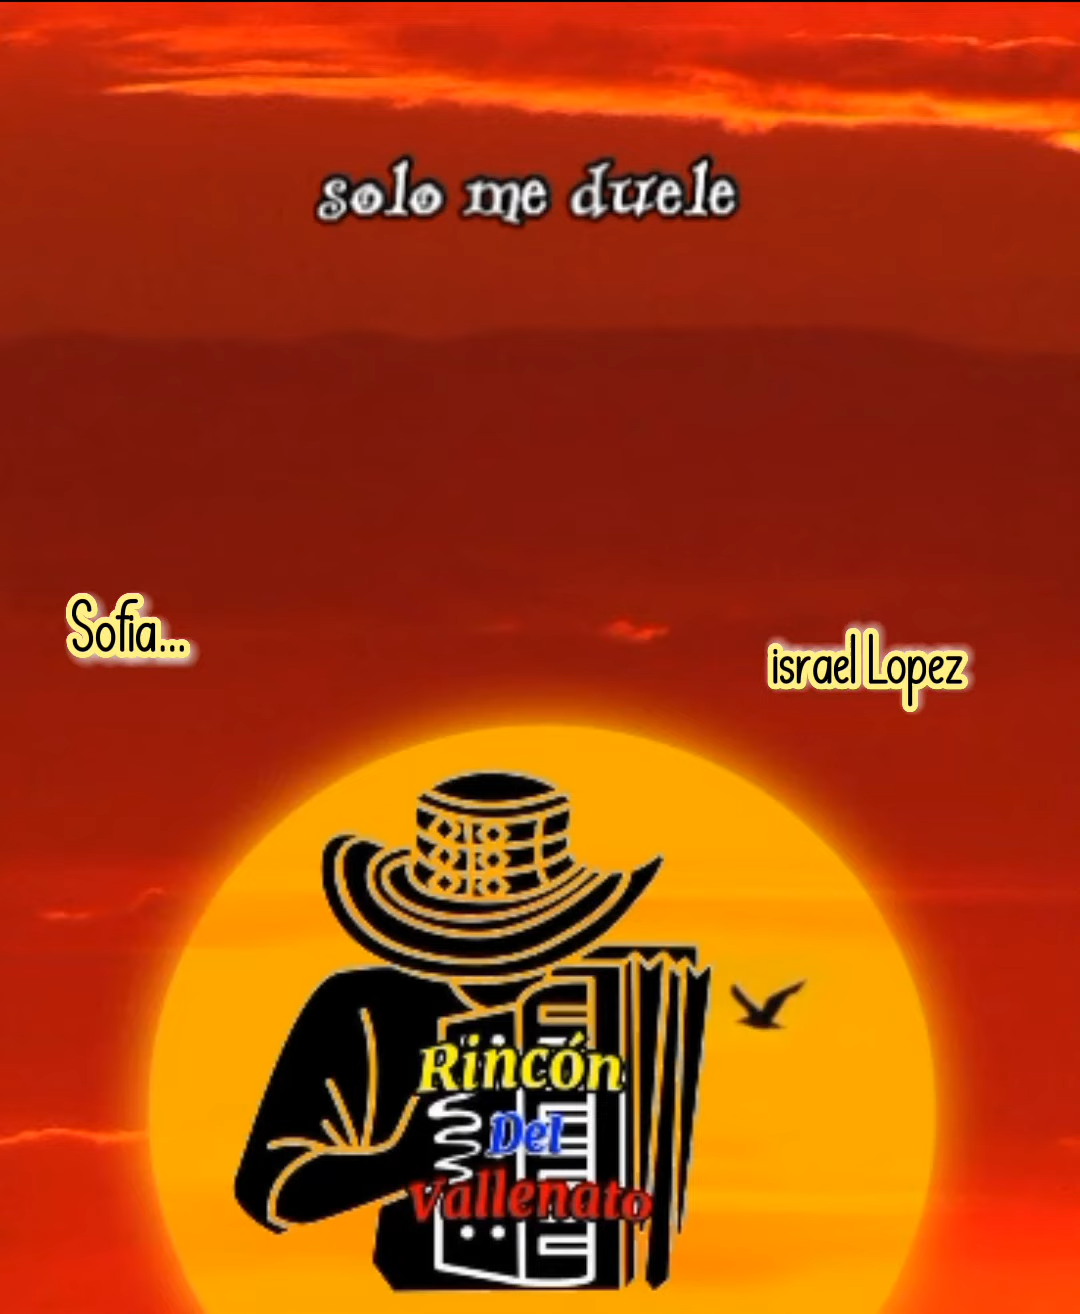 solo me duele
Sofia...
israel Lopez
Rincón
Del
Vallenato